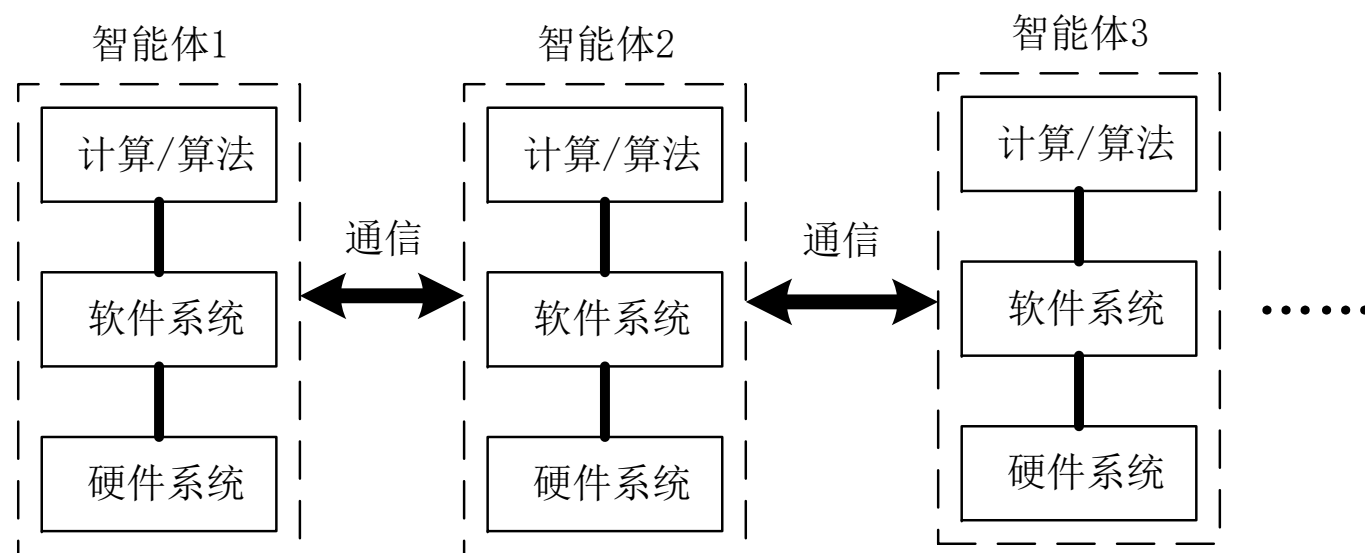 智能体1
智能体2
智能体3
计算/算法
计算/算法
计算/算法
通信
通信
软件系统
软件系统
软件系统
......
硬件系统
硬件系统
硬件系统